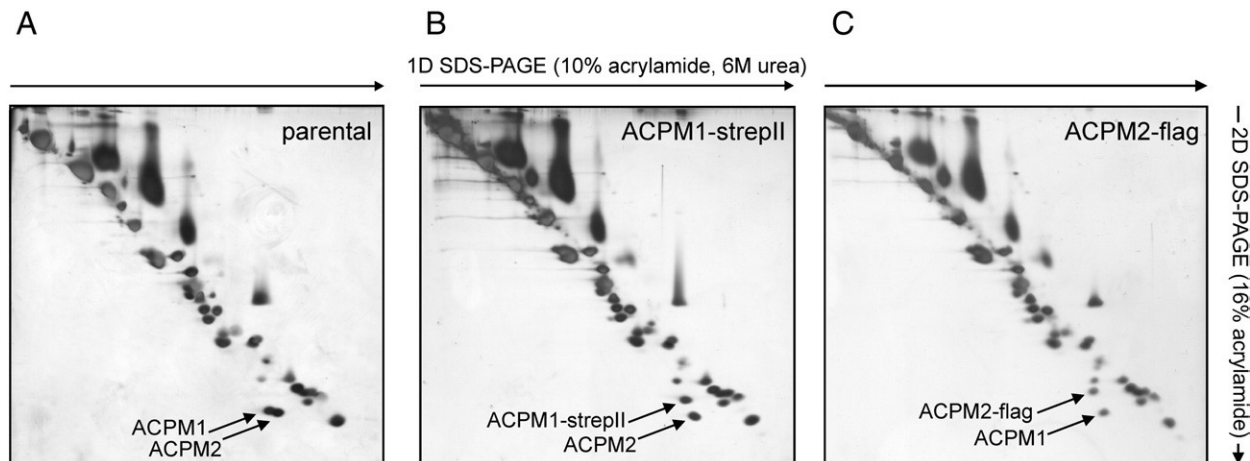 A
B
C
1D SDS-PAGE (10% acrylamide, 6M urea)
parental
ACPM1-strepII
ACPM2-flag
2D SDS-PAGE (16% acrylamide)
ACPM1
ACPM2
ACPM1-strepII
ACPM2
ACPM2-flag
ACPM1